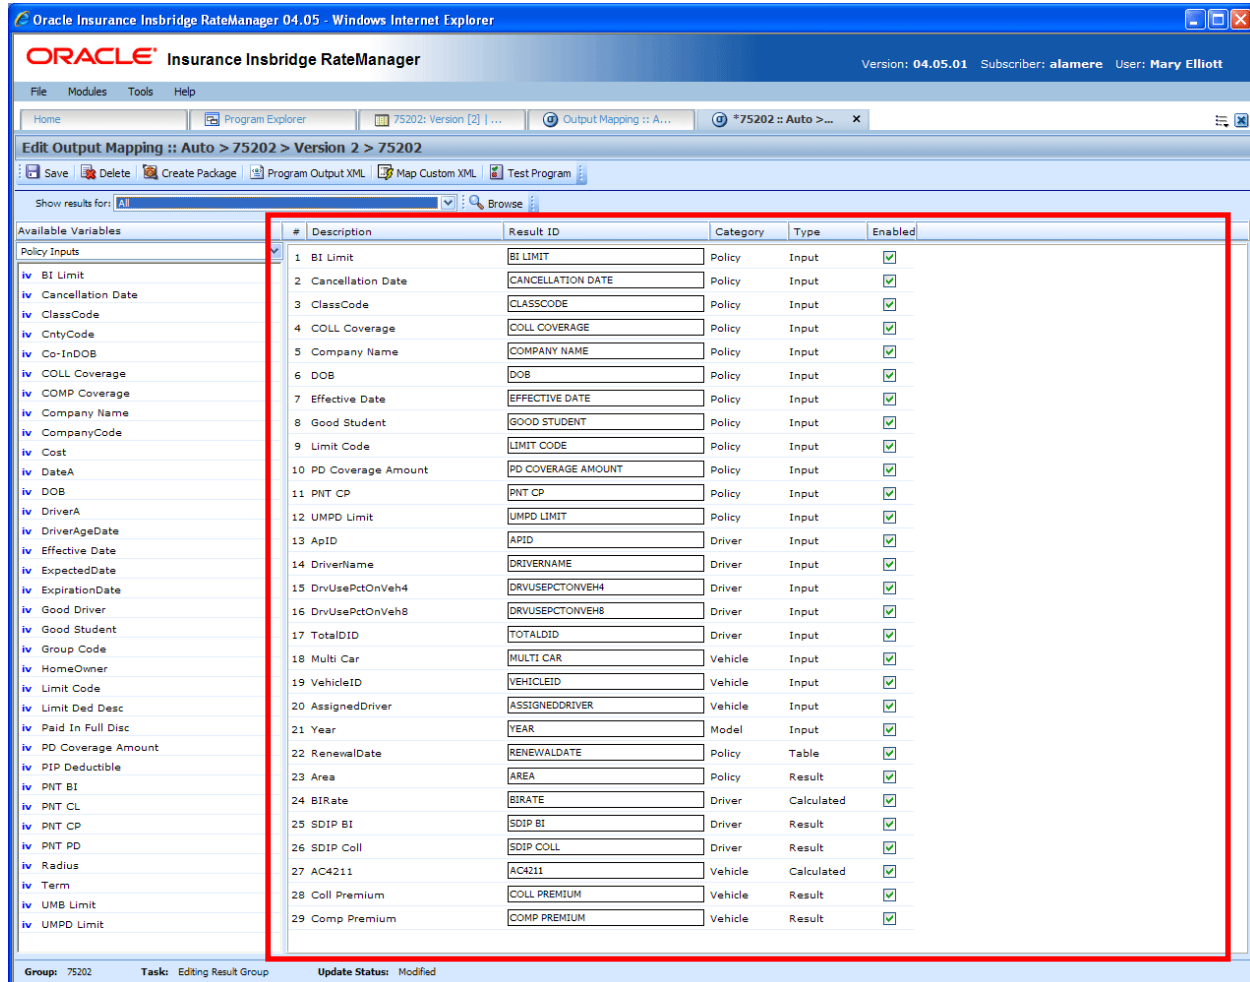 Oracle Insurance Insbridge RateManager 04.05 - Windows Internet Explorer
ORACLE Insurance Insbridge RateManager
Version: 04.05.01 Subscriber: alamere User: Mary Elliott
File Modules Tools Help
Home Program Explorer 75202: Version [2] | ... Output Mapping :: A... *75202 :: Auto >... x
Edit Output Mapping :: Auto > 75202 > Version 2 > 75202
Save Delete Create Package Program Output XML Map Custom XML Test Program
Show results for: All Browse
Available Variables
Policy Inputs
iv BI Limit
iv Cancellation Date
iv ClassCode
iv CntyCode
iv Co-InDOB
iv COLL Coverage
iv COMP Coverage
iv Company Name
iv CompanyCode
iv Cost
iv DateA
iv DOB
iv DriverA
iv DriverAgeDate
iv Effective Date
iv ExpectedDate
iv ExpirationDate
iv Good Driver
iv Good Student
iv Group Code
iv HomeOwner
iv Limit Code
iv Limit Ded Desc
iv Paid In Full Disc
iv PD Coverage Amount
iv PIP Deductible
iv PNT BI
iv PNT CL
iv PNT CP
iv PNT PD
iv Radius
iv Term
iv UMB Limit
iv UMPD Limit
# Description Result ID Category Type Enabled
1 BI Limit BI LIMIT Policy Input
2 Cancellation Date CANCELLATION DATE Policy Input
3 ClassCode CLASSCODE Policy Input
4 COLL Coverage COLL COVERAGE Policy Input
5 Company Name COMPANY NAME Policy Input
6 DOB DOB Policy Input
7 Effective Date EFFECTIVE DATE Policy Input
8 Good Student GOOD STUDENT Policy Input
9 Limit Code LIMIT CODE Policy Input
10 PD Coverage Amount PD COVERAGE AMOUNT Policy Input
11 PNT CP PNT CP Policy Input
12 UMPD Limit UMPD LIMIT Policy Input
13 ApID APID Driver Input
14 DriverName DRIVERNAME Driver Input
15 DrvUsePctOnVeh4 DRVUSEPCTONVEH4 Driver Input
16 DrvUsePctOnVeh8 DRVUSEPCTONVEH8 Driver Input
17 TotalDID TOTALDID Driver Input
18 Multi Car MULTI CAR Vehicle Input
19 VehicleID VEHICLEID Vehicle Input
20 AssignedDriver ASSIGNEDDRIVER Vehicle Input
21 Year YEAR Model Input
22 RenewalDate RENEWALDATE Policy Table
23 Area AREA Policy Result
24 BIRate BIRATE Driver Calculated
25 SDIP BI SDIP BI Driver Result
26 SDIP Coll SDIP COLL Driver Result
27 AC4211 AC4211 Vehicle Calculated
28 Coll Premium COLL PREMIUM Vehicle Result
29 Comp Premium COMP PREMIUM Vehicle Result
Group: 75202 Task: Editing Result Group Update Status: Modified